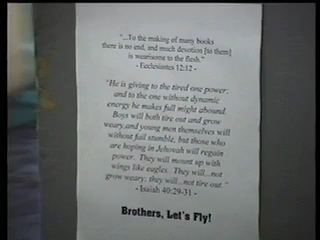 "...To the making of many books
there is no end, and much devotion [to them]
is wearisome to the flesh."
- Ecclesiastes 12:12 -
"He is giving to the tired one power;
and to the one without dynamic
energy he makes full might abound.
Boys will both tire out and grow
weary,and young men themselves will
without fail stumble, but those who
are hoping in Jehovah will regain
power. They will mount up with
wings like eagles. They will...not
grow weary; they will...not tire out."
- Isaiah 40:29-31 -
Brothers, Let's Fly!